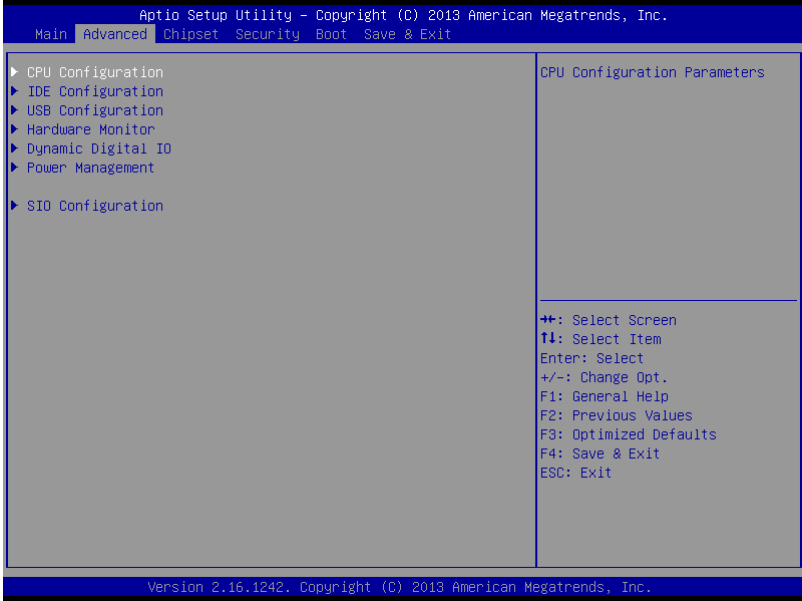 Aptio Setup Utility – Copyright (C) 2013 American Megatrends, Inc.
Main Advanced Chipset Security Boot Save & Exit
CPU Configuration
IDE Configuration
USB Configuration
Hardware Monitor
Dynamic Digital IO
Power Management
SIO Configuration
CPU Configuration Parameters
→←: Select Screen
↑↓: Select Item
Enter: Select
+/-: Change Opt.
F1: General Help
F2: Previous Values
F3: Optimized Defaults
F4: Save & Exit
ESC: Exit
Version 2.16.1242. Copyright (C) 2013 American Megatrends, Inc.